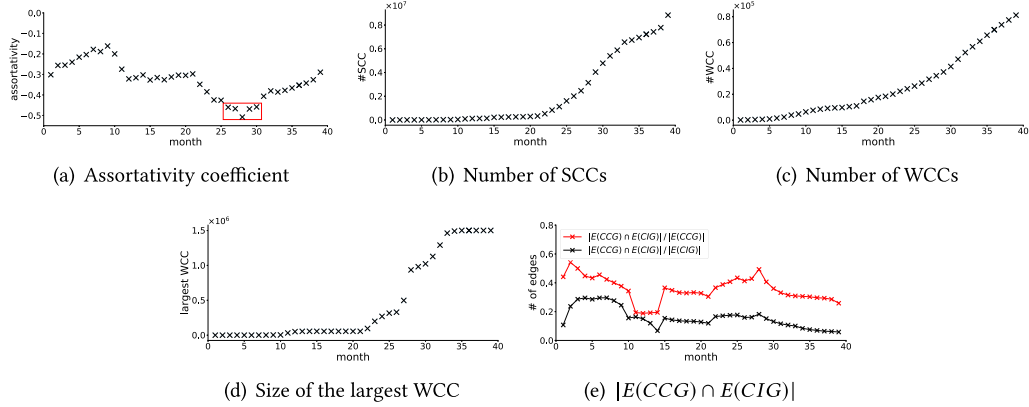 0.0
−0.1
−0.2
−0.3
−0.4
−0.5
assortativity
0 5 10 15 20 25 30 35 40
month
(a) Assortativity coefficient
×10⁷
0.8
0.6
0.4
0.2
0.0
#SCC
0 5 10 15 20 25 30 35 40
month
(b) Number of SCCs
×10⁵
0.8
0.6
0.4
0.2
0.0
#WCC
0 5 10 15 20 25 30 35 40
month
(c) Number of WCCs
×10⁶
1.5
1.0
0.5
0.0
largest WCC
0 5 10 15 20 25 30 35 40
month
(d) Size of the largest WCC
0.8
0.6
0.4
0.2
0.0
# of edges
|E(CCG) ∩ E(CIG)| / |E(CCG)|
|E(CCG) ∩ E(CIG)| / |E(CIG)|
0 5 10 15 20 25 30 35 40
month
(e) |E(CCG) ∩ E(CIG)|